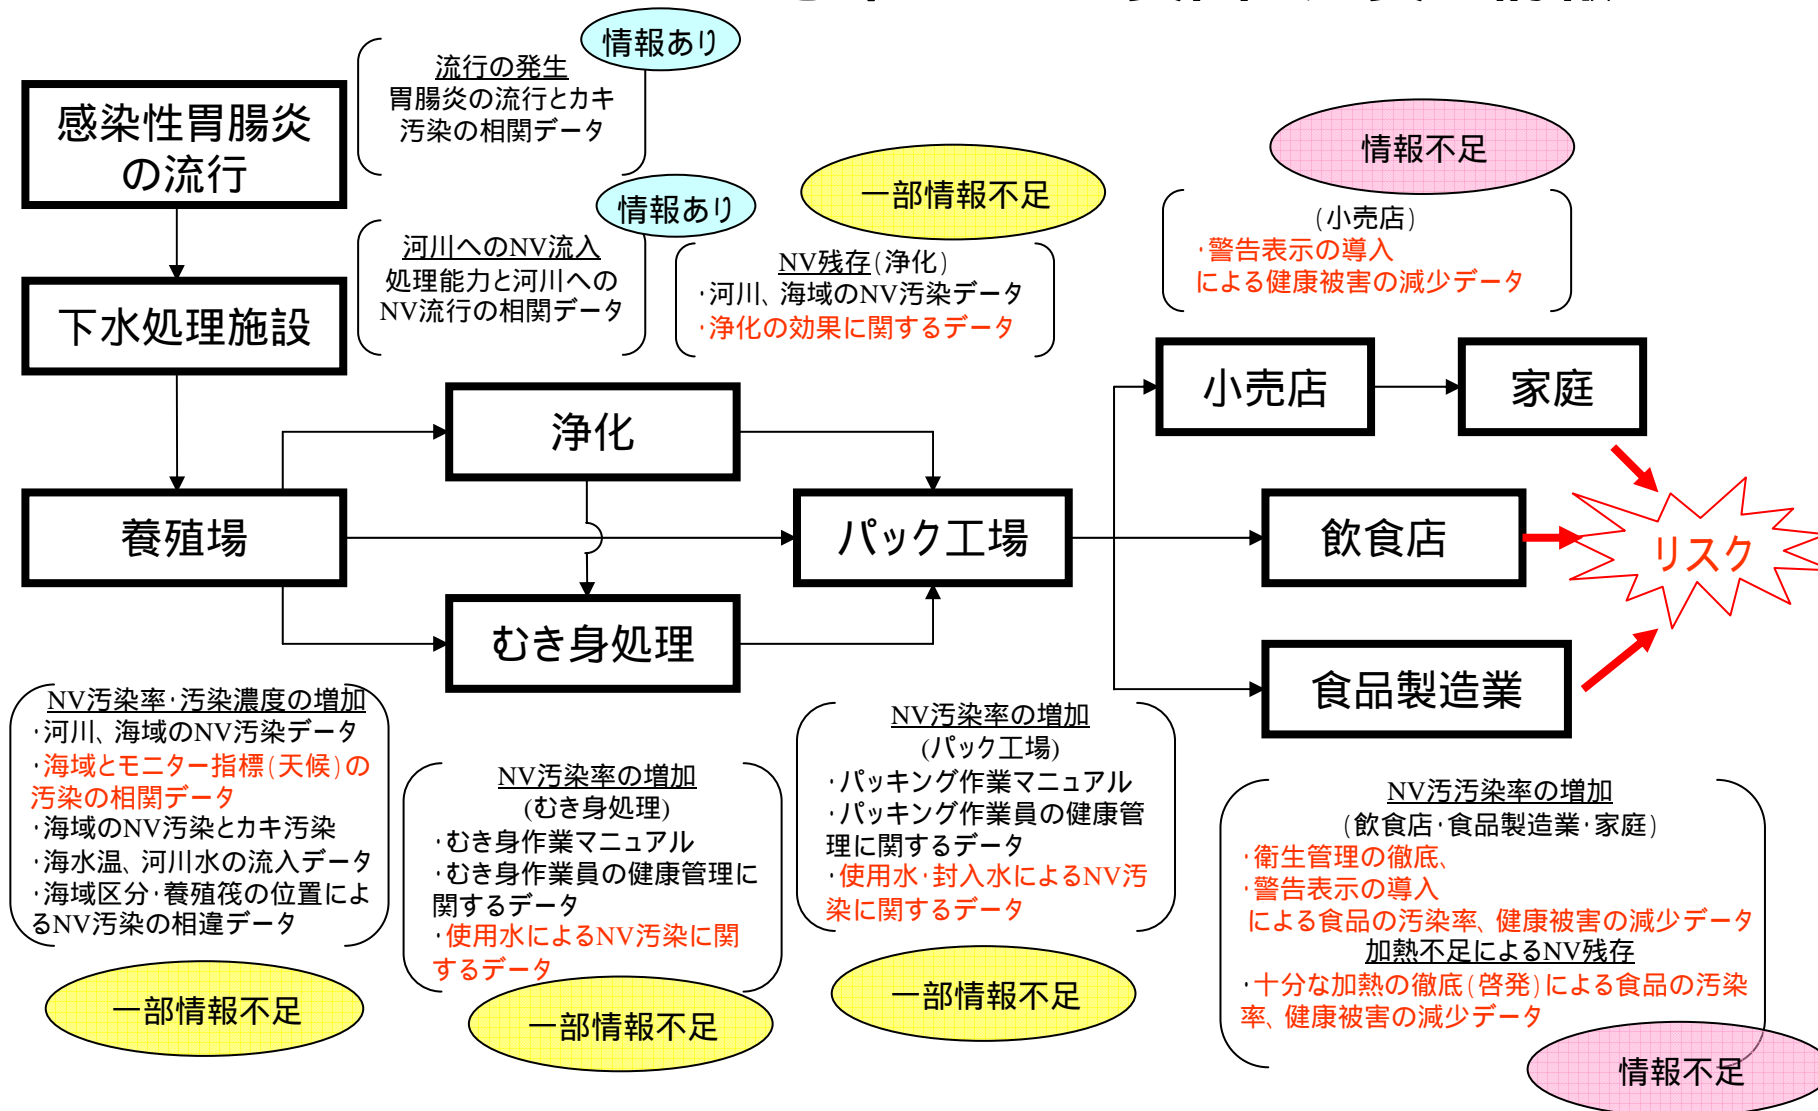 情報あり
流行の発生
胃腸炎の流行とカキ
汚染の相関データ
感染性胃腸炎
の流行
情報不足
一部情報不足
情報あり
(小売店)
・警告表示の導入
による健康被害の減少データ
河川へのNV流入
処理能力と河川への
NV流行の相関データ
NV残存(浄化)
・河川、海域のNV汚染データ
・浄化の効果に関するデータ
下水処理施設
小売店
家庭
浄化
養殖場
パック工場
飲食店
リスク
むき身処理
食品製造業
NV汚染率・汚染濃度の増加
・河川、海域のNV汚染データ
・海域とモニター指標(天候)の
汚染の相関データ
・海域のNV汚染とカキ汚染
・海水温、河川水の流入データ
・海域区分・養殖筏の位置によ
るNV汚染の相違データ
一部情報不足
NV汚染率の増加
(むき身処理)
・むき身作業マニュアル
・むき身作業員の健康管理に
関するデータ
・使用水によるNV汚染に関
するデータ
一部情報不足
NV汚染率の増加
(パック工場)
・パッキング作業マニュアル
・パッキング作業員の健康管
理に関するデータ
・使用水・封入水によるNV汚
染に関するデータ
一部情報不足
NV汚汚染率の増加
(飲食店・食品製造業・家庭)
・衛生管理の徹底、
・警告表示の導入
による食品の汚染率、健康被害の減少データ
加熱不足によるNV残存
・十分な加熱の徹底(啓発)による食品の汚染
率、健康被害の減少データ
情報不足